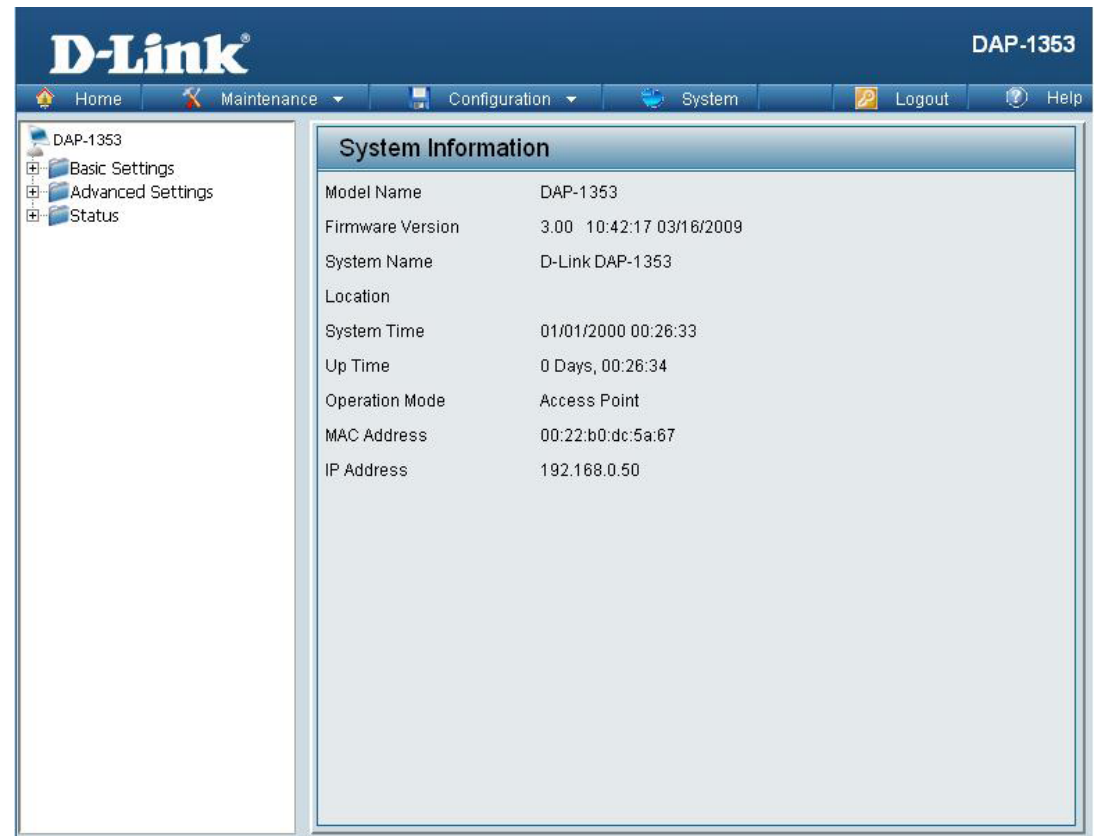 D-Link®
DAP-1353
Home Maintenance Configuration System Logout Help
DAP-1353
Basic Settings
Advanced Settings
Status
System Information
Model Name DAP-1353
Firmware Version 3.00 10:42:17 03/16/2009
System Name D-Link DAP-1353
Location
System Time 01/01/2000 00:26:33
Up Time 0 Days, 00:26:34
Operation Mode Access Point
MAC Address 00:22:b0:dc:5a:67
IP Address 192.168.0.50